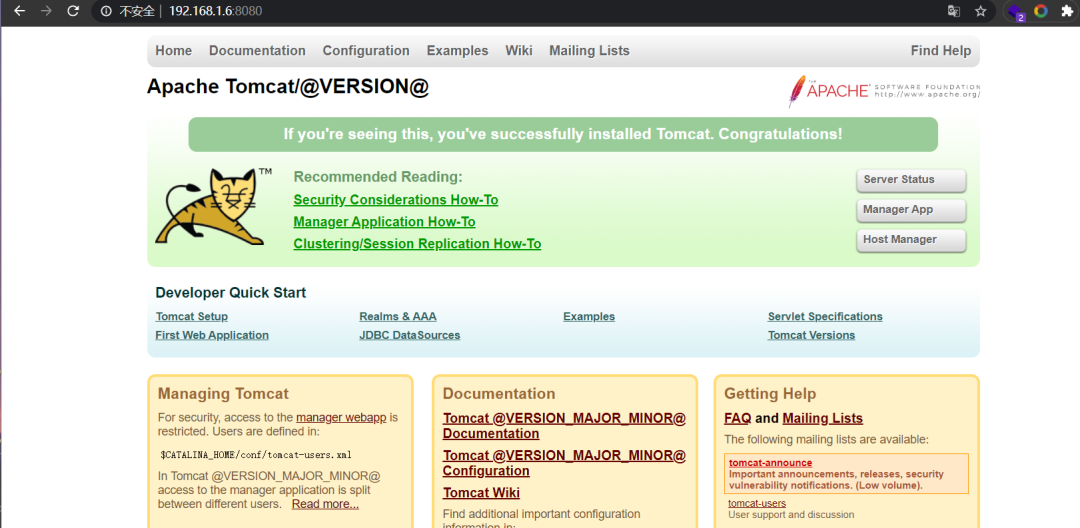 不安全 192.168.1.6:8080
2
Home Documentation Configuration Examples Wiki Mailing Lists Find Help
Apache Tomcat/@VERSION@
THE APACHE® SOFTWARE FOUNDATION
http://www.apache.org/
If you're seeing this, you've successfully installed Tomcat. Congratulations!
TM
Recommended Reading:
Security Considerations How-To
Manager Application How-To
Clustering/Session Replication How-To
Server Status
Manager App
Host Manager
Developer Quick Start
Tomcat Setup Realms & AAA Examples Servlet Specifications
First Web Application JDBC DataSources Tomcat Versions
Managing Tomcat
For security, access to the manager webapp is
restricted. Users are defined in:
$CATALINA_HOME/conf/tomcat-users.xml
In Tomcat @VERSION_MAJOR_MINOR@
access to the manager application is split
between different users. Read more...
Documentation
Tomcat @VERSION_MAJOR_MINOR@
Documentation
Tomcat @VERSION_MAJOR_MINOR@
Configuration
Tomcat Wiki
Find additional important configuration
information in:
Getting Help
FAQ and Mailing Lists
The following mailing lists are available:
tomcat-announce
Important announcements, releases, security
vulnerability notifications. (Low volume).
tomcat-users
User support and discussion